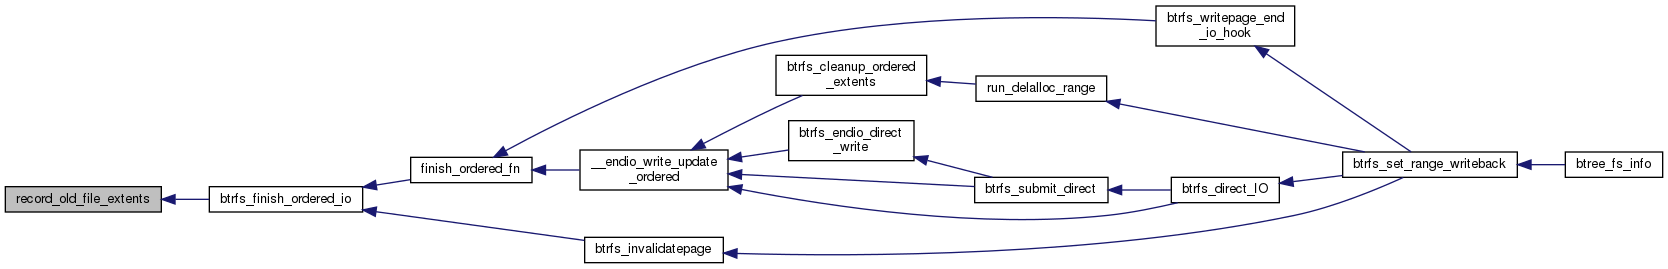 record_old_file_extents
btrfs_finish_ordered_io
finish_ordered_fn
btrfs_invalidatepage
__endio_write_update
_ordered
btrfs_cleanup_ordered
_extents
btrfs_endio_direct
_write
run_delalloc_range
btrfs_submit_direct
btrfs_writepage_end
_io_hook
btrfs_direct_IO
btrfs_set_range_writeback
btree_fs_info